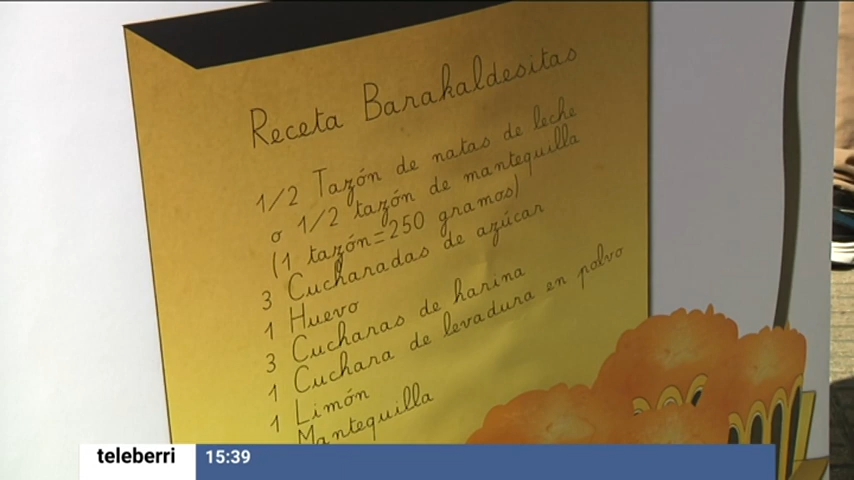 Receta Barakaldesitas
1/2 Tazón de natas de leche
o 1/2 tazón de mantequilla
(1 tazón=250 gramos)
3 Cucharadas de azúcar
1 Huevo
3 Cucharas de harina
1 Cuchara de levadura en polvo
1 Limón
Mantequilla
teleberri 15:39